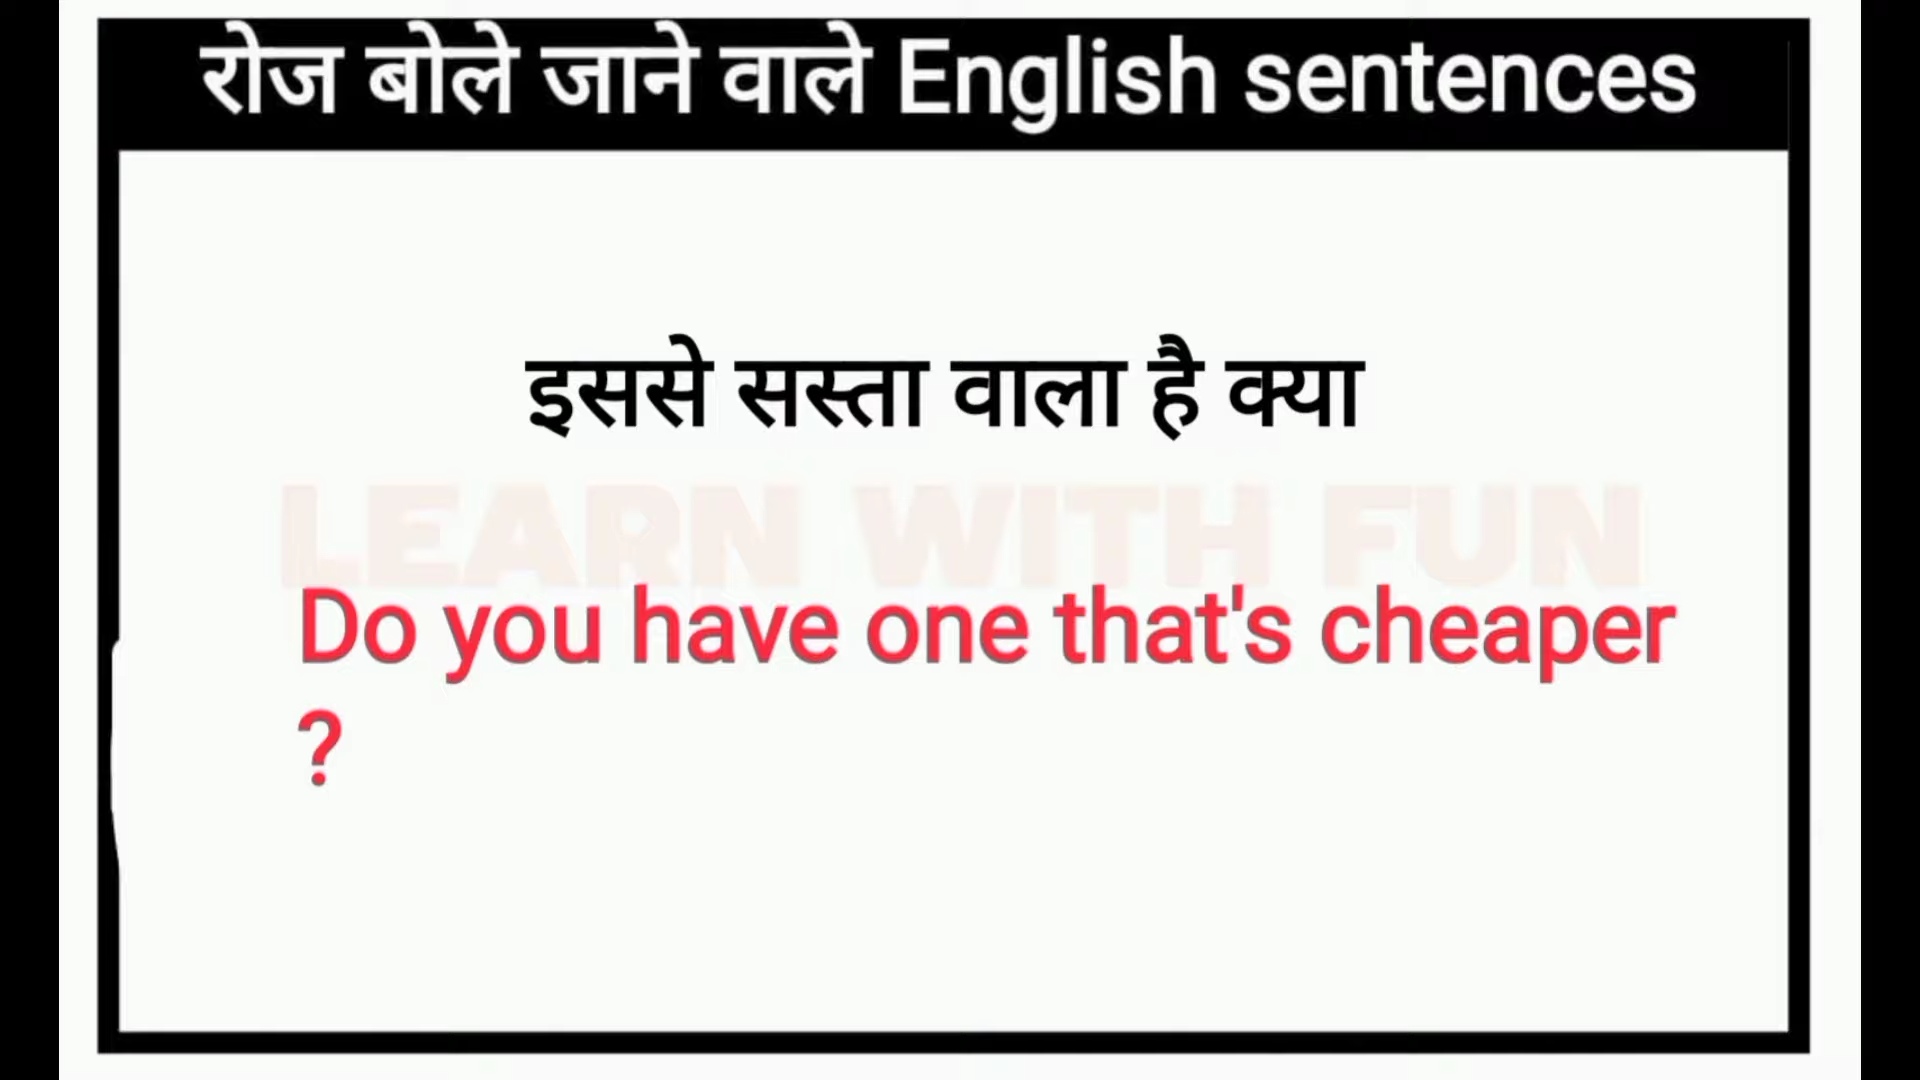 रोज बोले जाने वाले English sentences
इससे सस्ता वाला है क्या
LEARN WITH FUN
Do you have one that's cheaper
?